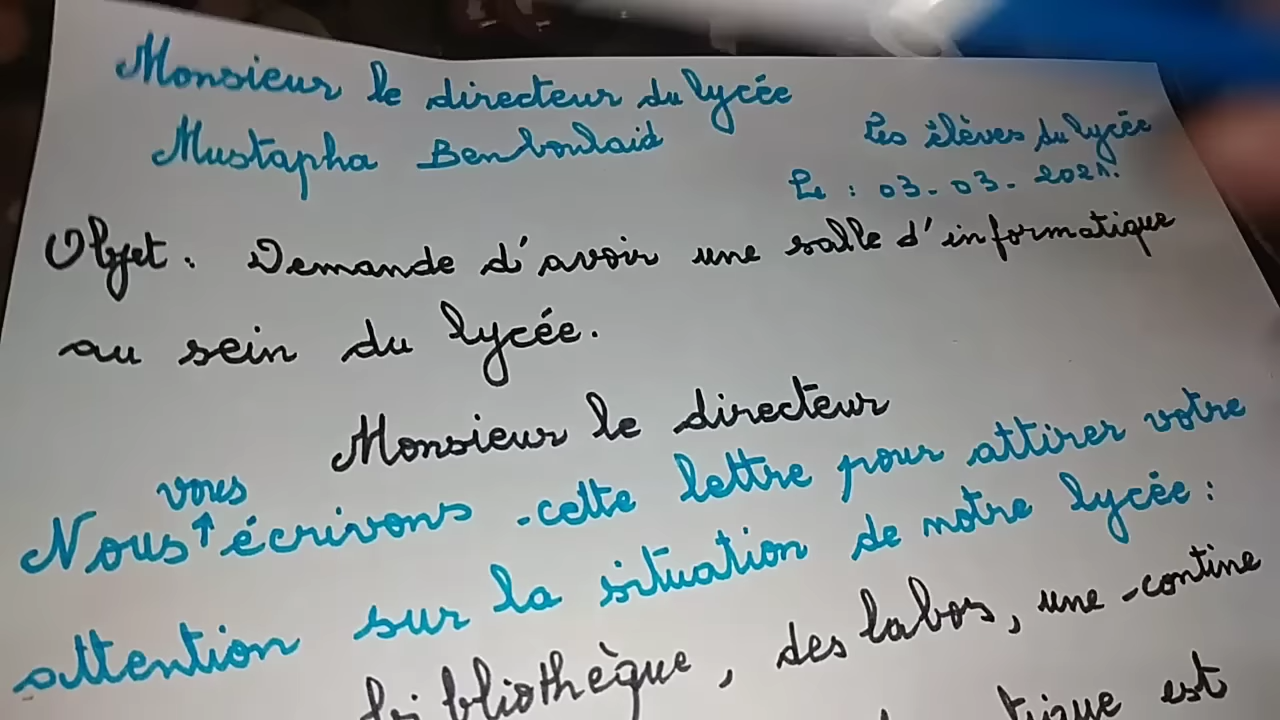 Monsieur le directeur du lycée
Mustapha Benboulaid
Les élèves du lycée
Le : 03-03-2021.
Objet : Demande d'avoir une salle d'informatique
au sein du lycée.
Monsieur le directeur
vous
Nous ↑ écrivons cette lettre pour attirer votre
attention sur la situation de notre lycée :
bibliothèque, des labos, une contine
est